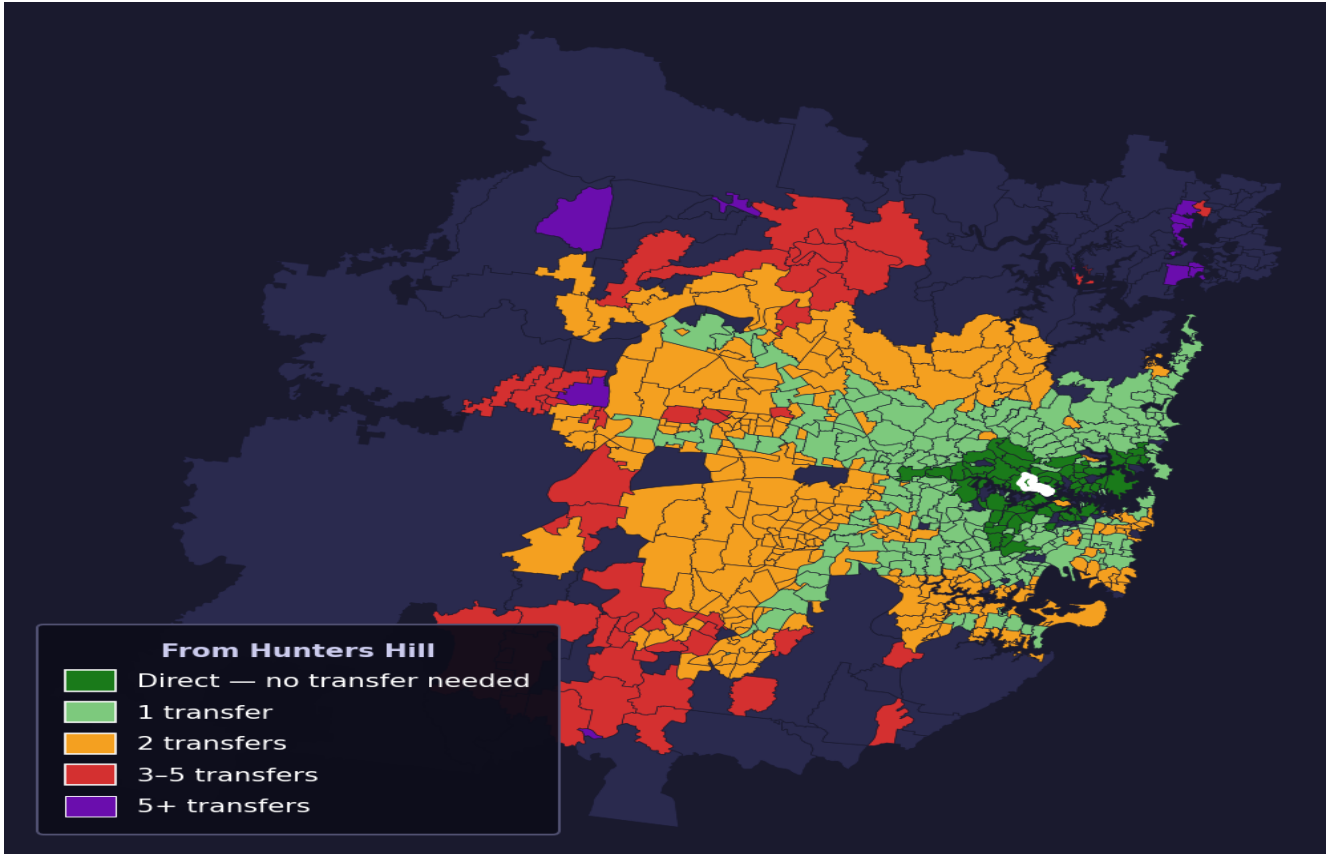 From Hunters Hill
Direct — no transfer needed
1 transfer
2 transfers
3–5 transfers
5+ transfers